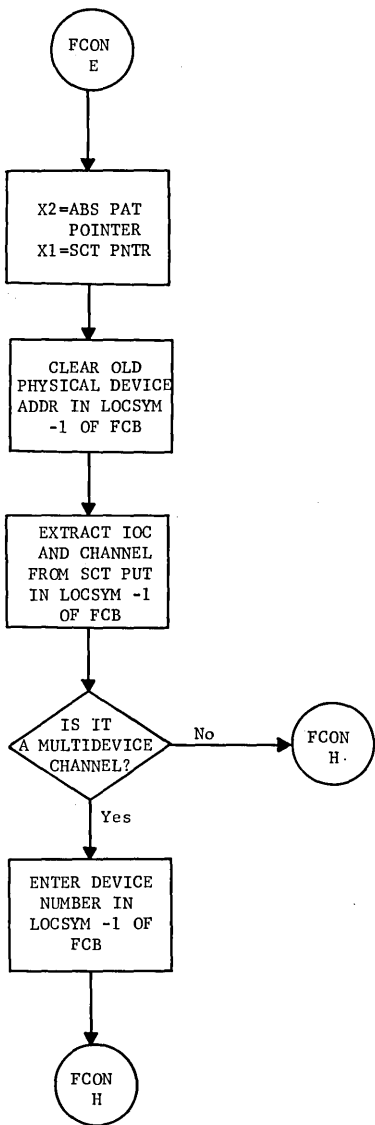 FCON
E
X2=ABS PAT
POINTER
X1=SCT PNTR
CLEAR OLD
PHYSICAL DEVICE
ADDR IN LOCSYM
-1 OF FCB
EXTRACT IOC
AND CHANNEL
FROM SCT PUT
IN LOCSYM -1
OF FCB
IS IT
A MULTIDEVICE
CHANNEL?
No
FCON
H.
Yes
ENTER DEVICE
NUMBER IN
LOCSYM -1 OF
FCB
FCON
H